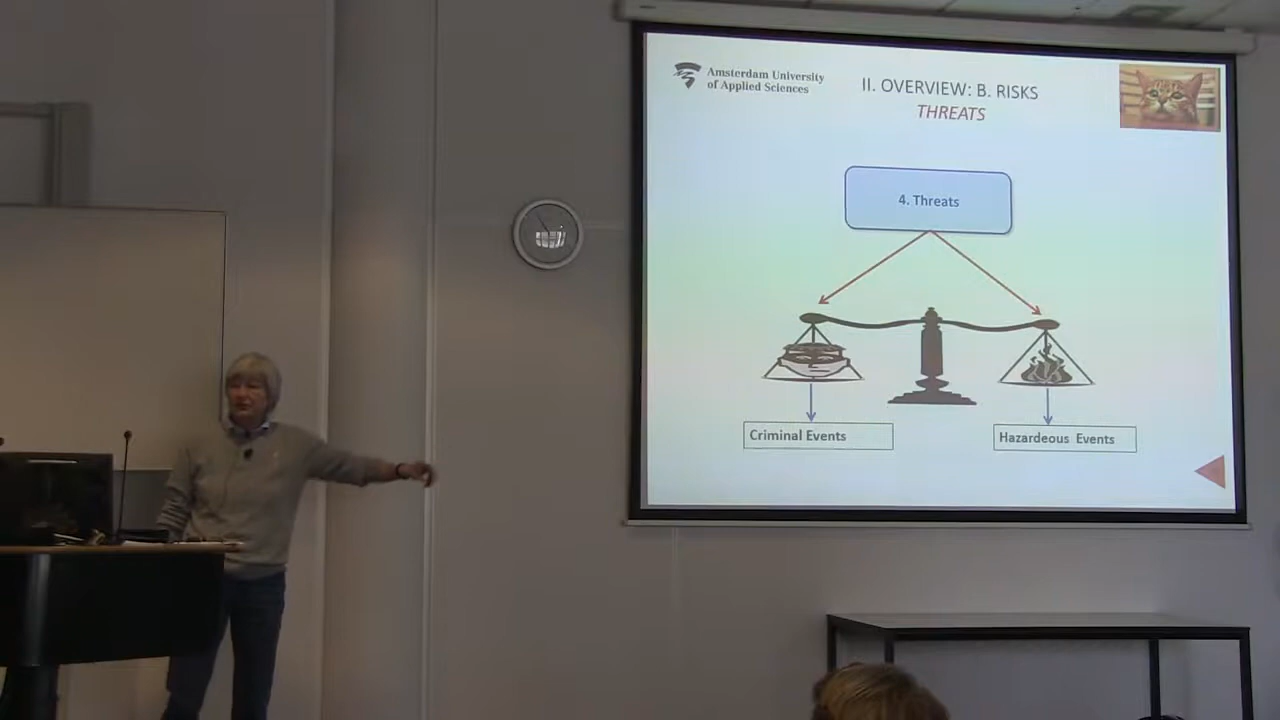 Amsterdam University
of Applied Sciences
II. OVERVIEW: B. RISKS
THREATS
4. Threats
Criminal Events
Hazardeous Events